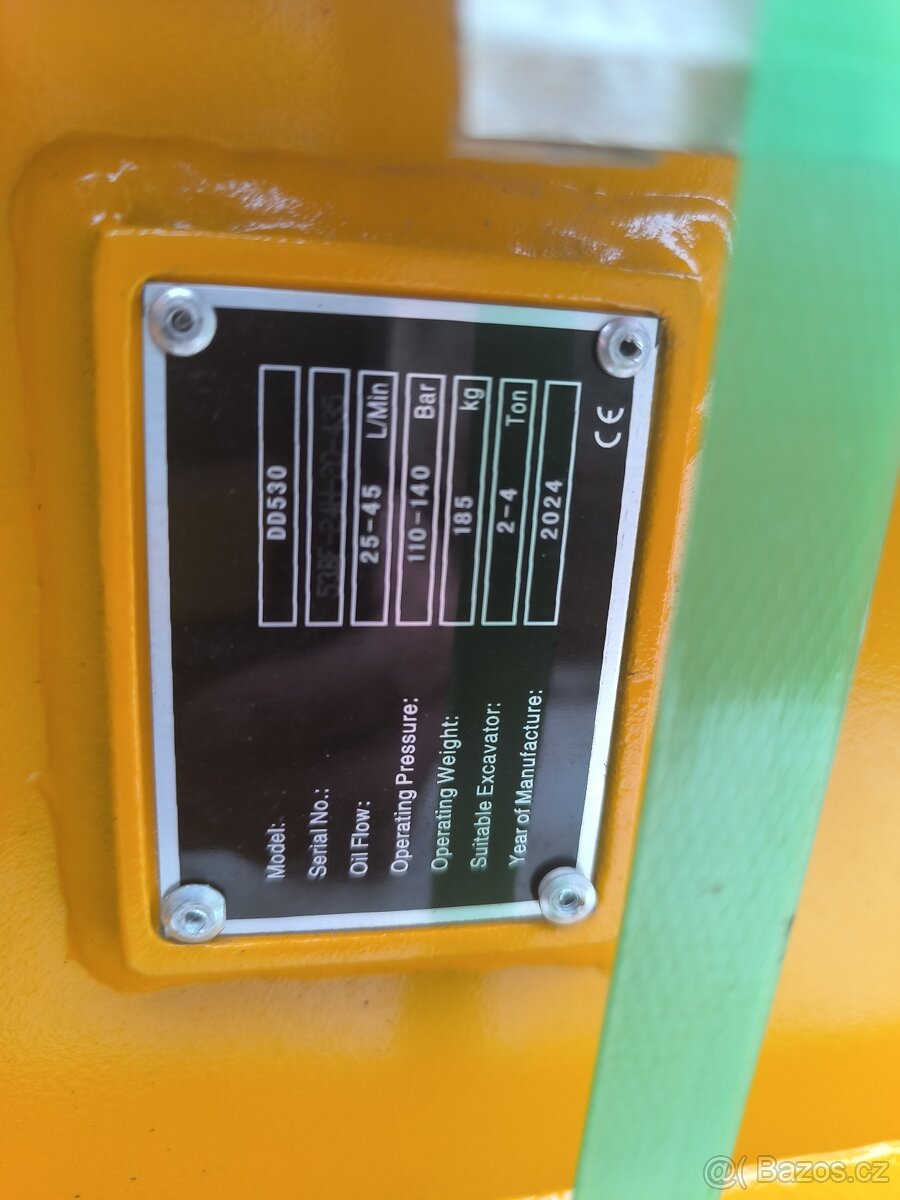 Model: DD530
Serial No.:
Oil Flow: 25-45 L/Min
Operating Pressure: 110-140 Bar
Operating Weight: 185 kg
Suitable Excavator: 2-4 Ton
Year of Manufacture: 2024
CE
@( Bazos.cz